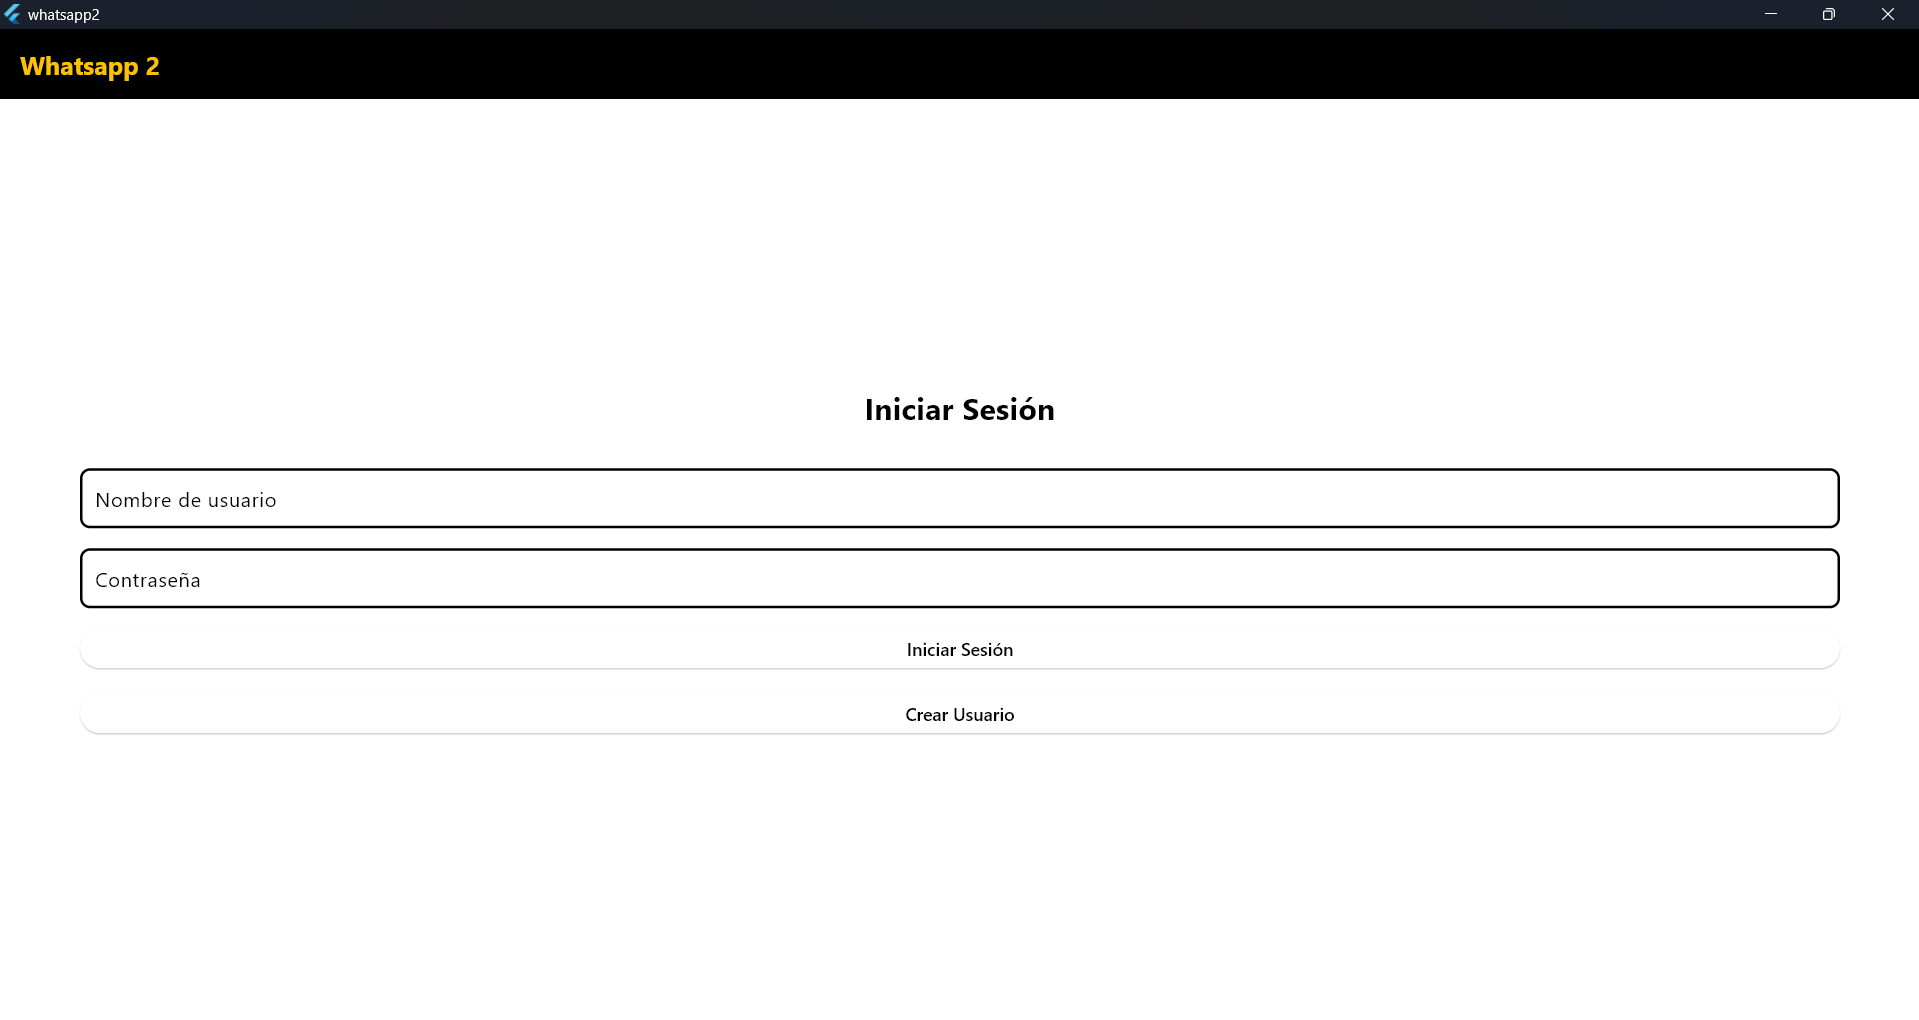 whatsapp2
Whatsapp 2
Iniciar Sesión
Nombre de usuario
Contraseña
Iniciar Sesión
Crear Usuario